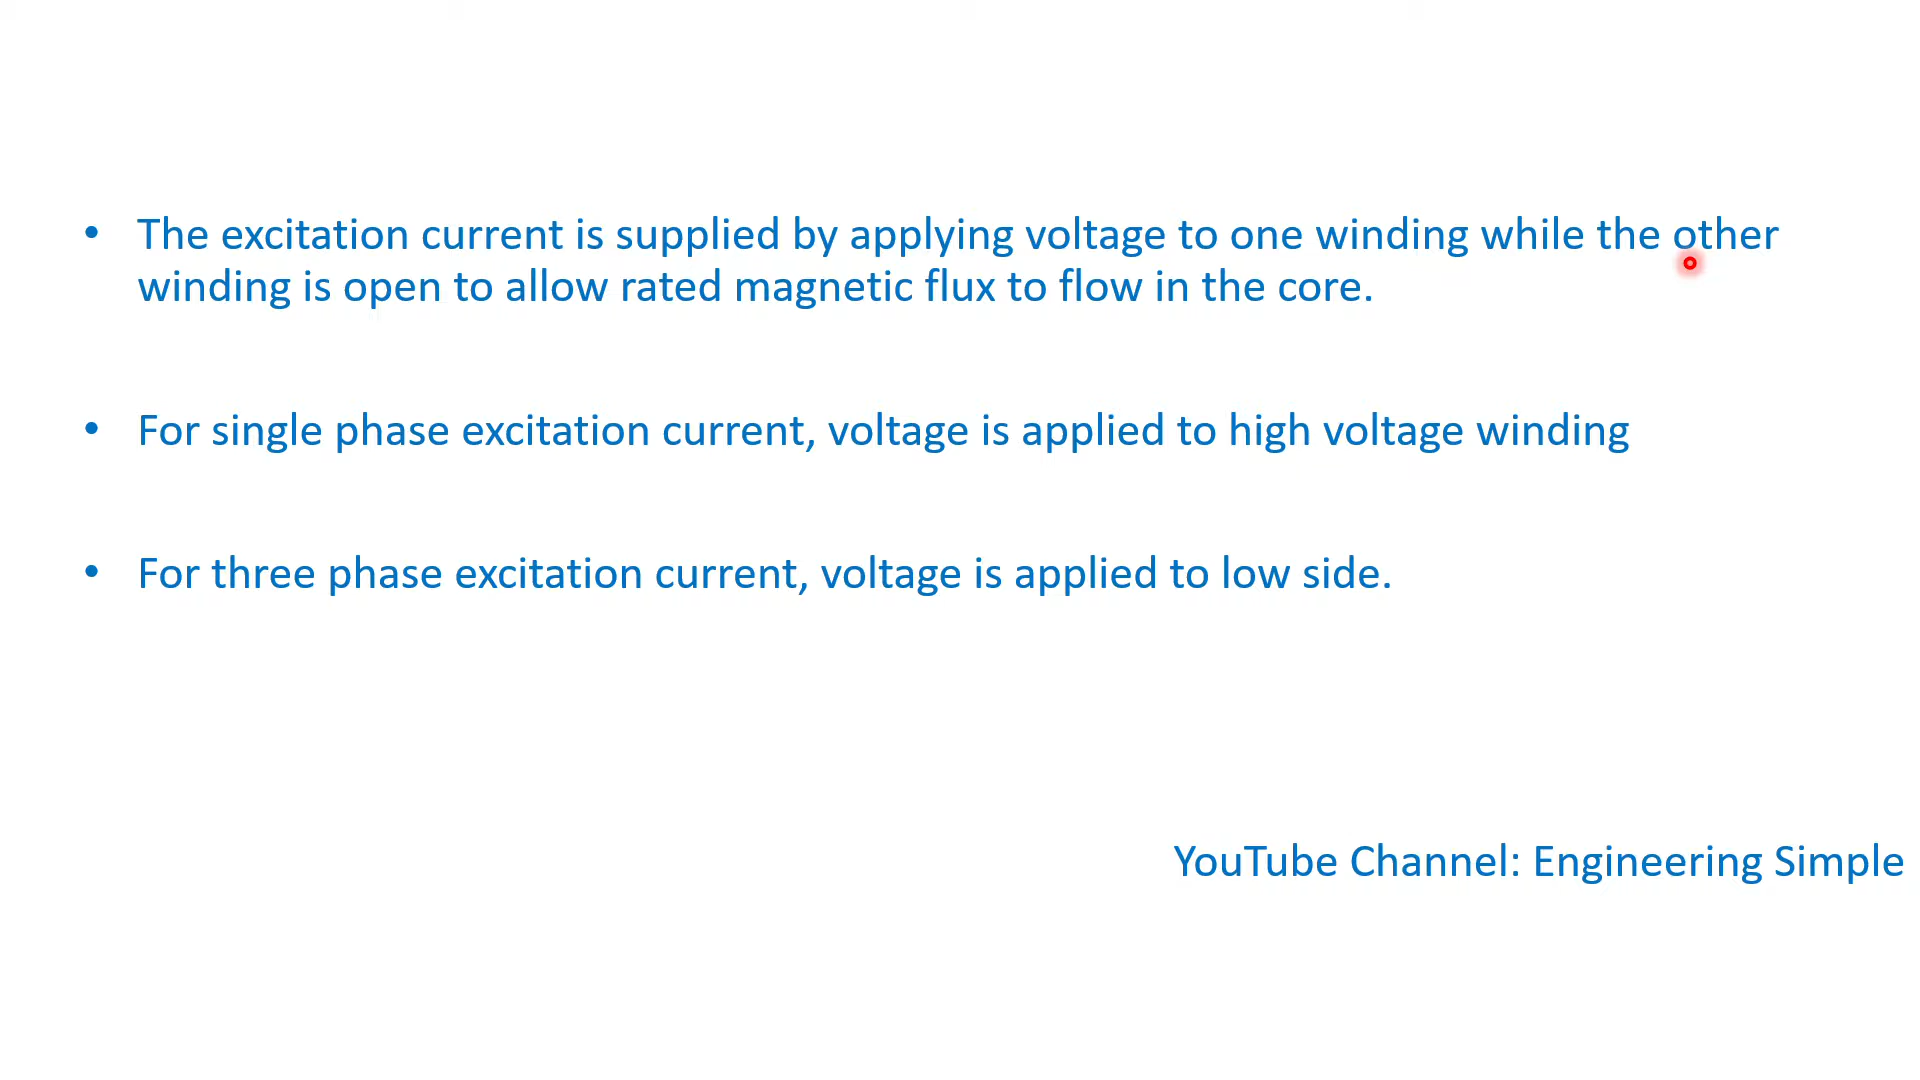 • The excitation current is supplied by applying voltage to one winding while the other
winding is open to allow rated magnetic flux to flow in the core.
• For single phase excitation current, voltage is applied to high voltage winding
• For three phase excitation current, voltage is applied to low side.
YouTube Channel: Engineering Simple